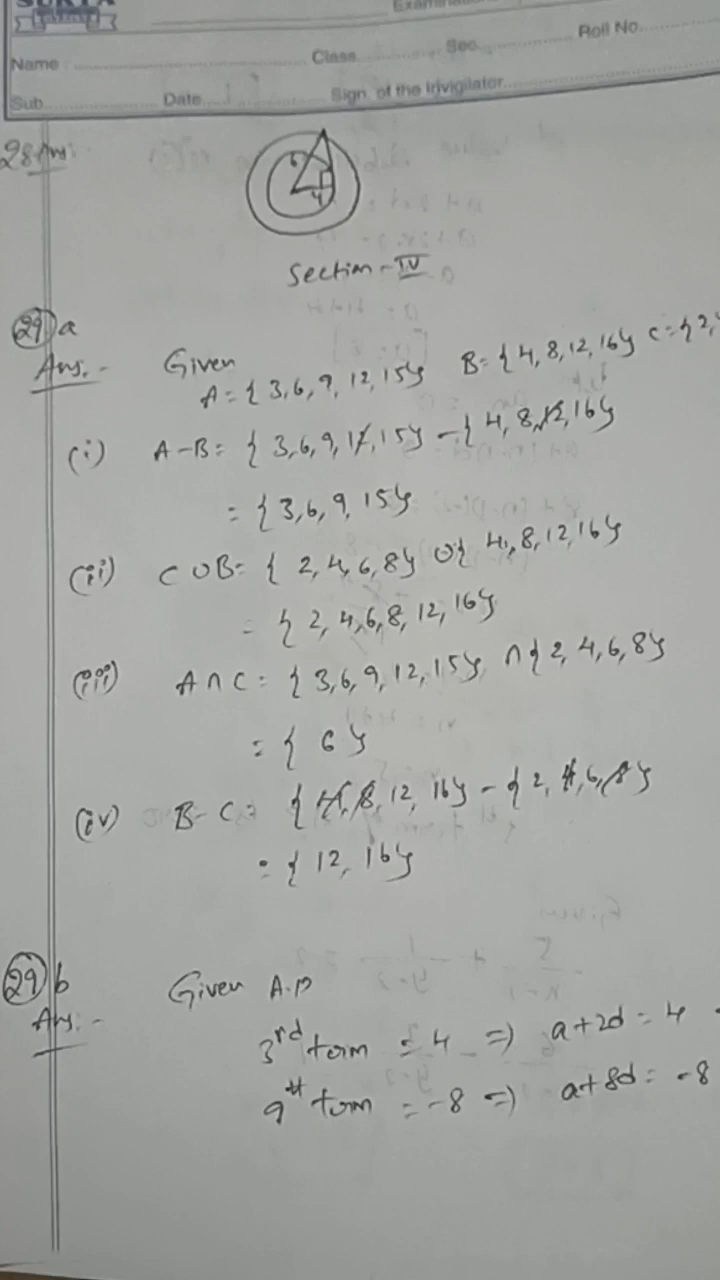 Name
Class
Sec
Roll No.
Sub
Date
Sign. of the Invigilator
28 Ans:
6
4
Section - IV
29 a
Ans. - Given
A = { 3, 6, 9, 12, 15} B = { 4, 8, 12, 16} C = { 2,
(i) A - B = { 3, 6, 9, 12, 15} - { 4, 8, 12, 16}
= { 3, 6, 9, 15}
(ii) C ∪ B = { 2, 4, 6, 8} ∪ { 4, 8, 12, 16}
= { 2, 4, 6, 8, 12, 16}
(iii) A ∩ C = { 3, 6, 9, 12, 15} ∩ { 2, 4, 6, 8}
= { 6 }
(iv) B - C = { 4, 8, 12, 16} - { 2, 4, 6, 8}
= { 12, 16}
29 b
Given A.P
Ans: -
3rd term = 4 => a + 2d = 4
9th term = -8 => a + 8d = -8